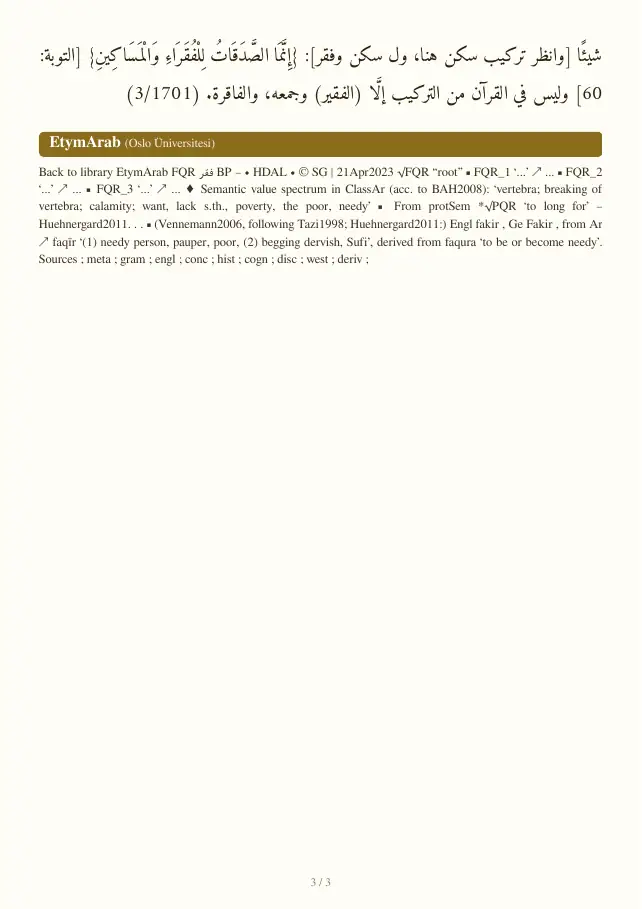 شيئًا [وانظر تركيب سكن هنا، ول سكن وفقر]: {إِنَّمَا الصَّدَقَاتُ لِلْفُقَرَاءِ وَالْمَسَاكِينِ} [التوبة:
60] وليس في القرآن من التركيب إلَّا (الفقير) وجمعه، والفاقرة. (3/1701)
EtymArab (Oslo Üniversitesi)
Back to library EtymArab FQR فقر BP – • HDAL • © SG | 21Apr2023 √FQR “root” ▪ FQR_1 ‘...’ ↗ ... ▪ FQR_2
‘...’ ↗ ... ▪ FQR_3 ‘...’ ↗ ... ♦ Semantic value spectrum in ClassAr (acc. to BAH2008): ‘vertebra; breaking of
vertebra; calamity; want, lack s.th., poverty, the poor, needy’ ▪ From protSem *√PQR ‘to long for’ –
Huehnergard2011. . . ▪ (Vennemann2006, following Tazi1998; Huehnergard2011:) Engl fakir , Ge Fakir , from Ar
↗ faqīr ‘(1) needy person, pauper, poor, (2) begging dervish, Sufi’, derived from faqura ‘to be or become needy’.
Sources ; meta ; gram ; engl ; conc ; hist ; cogn ; disc ; west ; deriv ;
3 / 3